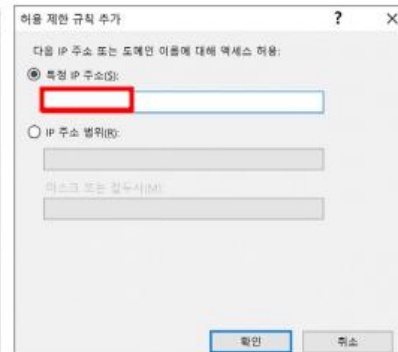 허용 제한 규칙 추가
?
×
다음 IP 주소 또는 도메인 이름에 대해 액세스 허용:
특정 IP 주소(S):
IP 주소 범위(R):
마스크 또는 접두사(M):
확인
취소